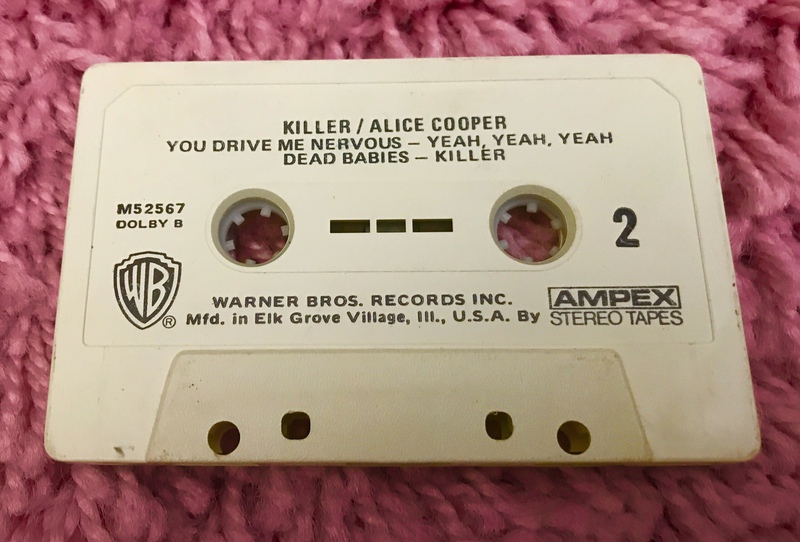 KILLER / ALICE COOPER
YOU DRIVE ME NERVOUS – YEAH, YEAH, YEAH
DEAD BABIES – KILLER
M52567
DOLBY B
2
WB
®
WARNER BROS. RECORDS INC.
Mfd. in Elk Grove Village, Ill., U.S.A. By
AMPEX
STEREO TAPES